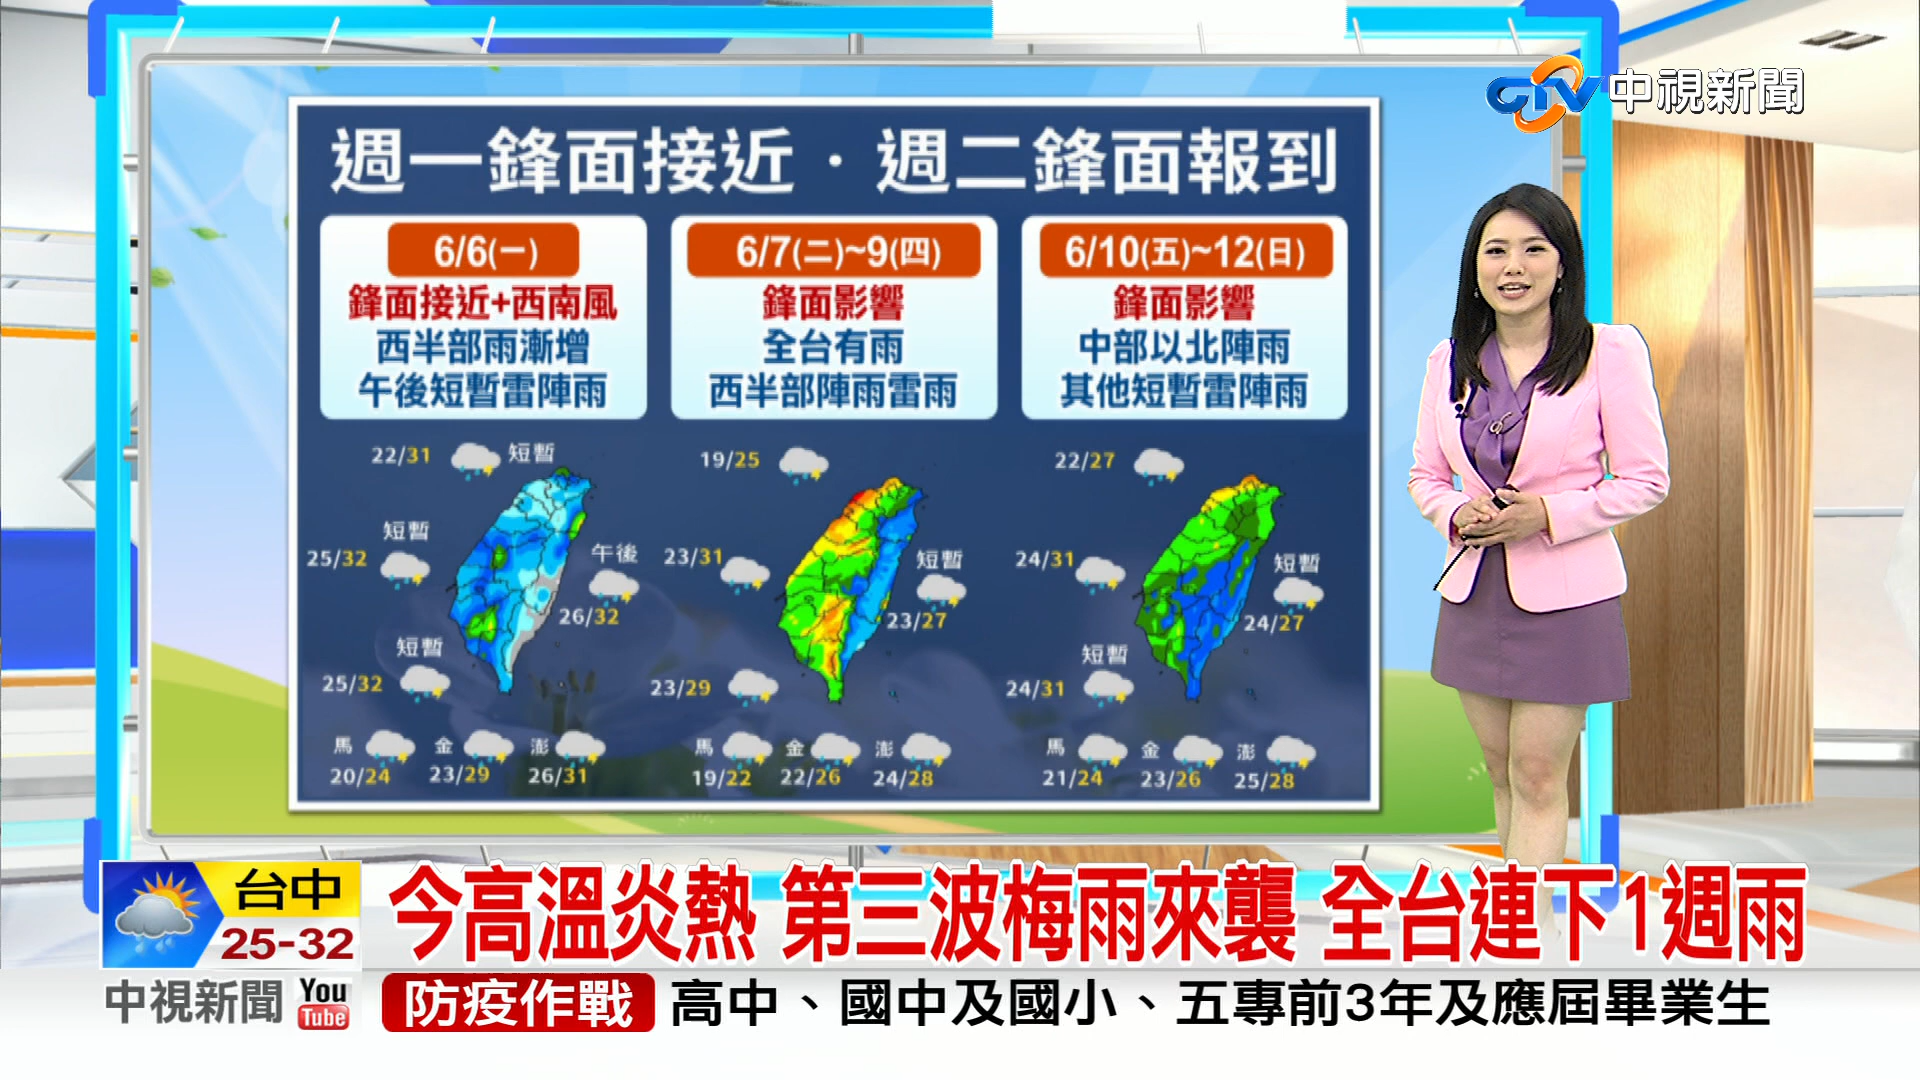 CTV中視新聞
週一鋒面接近·週二鋒面報到
6/6(一)
鋒面接近+西南風
西半部雨漸增
午後短暫雷陣雨
6/7(二)~9(四)
鋒面影響
全台有雨
西半部陣雨雷雨
6/10(五)~12(日)
鋒面影響
中部以北陣雨
其他短暫雷陣雨
22/31 短暫
短暫
25/32
午後
26/32
短暫
25/32
馬 金 澎
20/24 23/29 26/31
19/25
23/31
短暫
23/27
23/29
馬 金 澎
19/22 22/26 24/28
22/27
24/31
短暫
24/27
短暫
24/31
馬 金 澎
21/24 23/26 25/28
台中
25-32
今高溫炎熱 第三波梅雨來襲 全台連下1週雨
中視新聞 YouTube
防疫作戰 高中、國中及國小、五專前3年及應屆畢業生